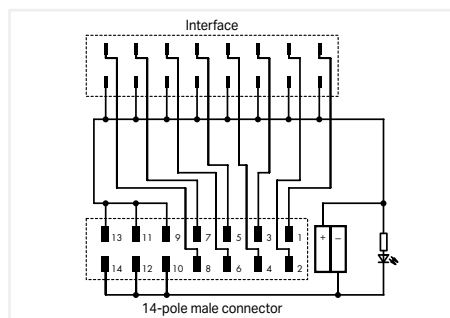 Interface
13 11 9 7 5 3 1
+ −
14 12 10 8 6 4 2
14-pole male connector